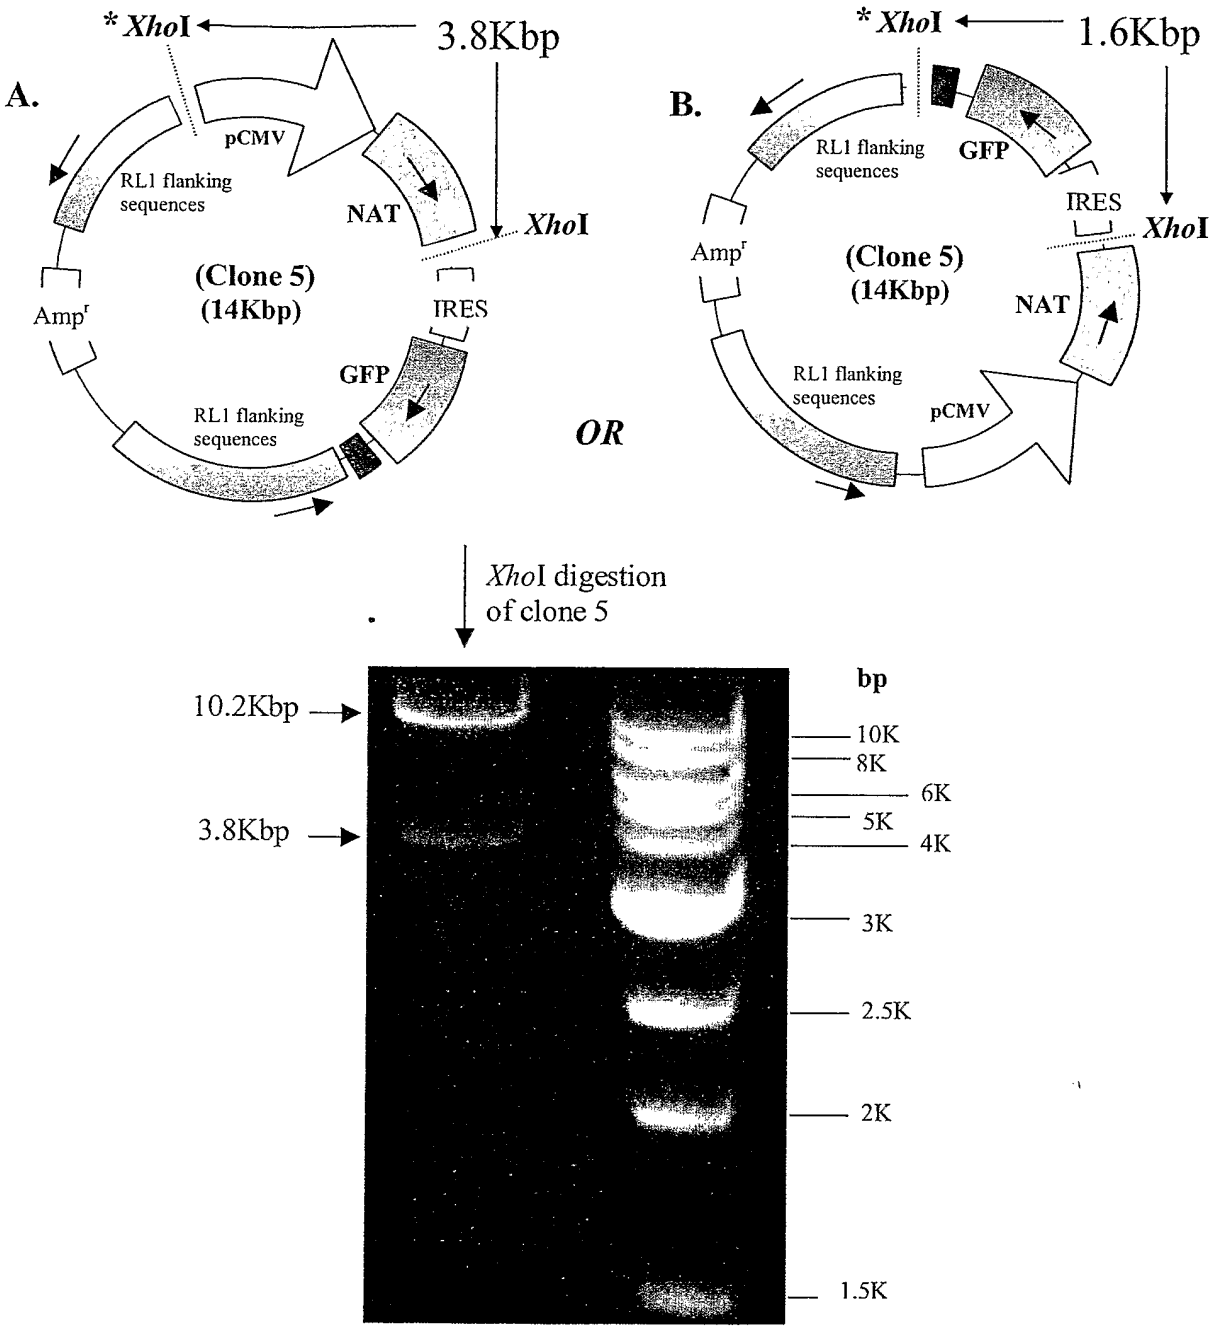 A.
* XhoI
3.8Kbp
pCMV
RL1 flanking
sequences
NAT
XhoI
(Clone 5)
(14Kbp)
Ampʳ
IRES
GFP
RL1 flanking
sequences
OR
B.
* XhoI
1.6Kbp
RL1 flanking
sequences
GFP
IRES
XhoI
Ampʳ
(Clone 5)
(14Kbp)
NAT
RL1 flanking
sequences
pCMV
XhoI digestion
of clone 5
bp
10.2Kbp
3.8Kbp
10K
8K
6K
5K
4K
3K
2.5K
2K
1.5K